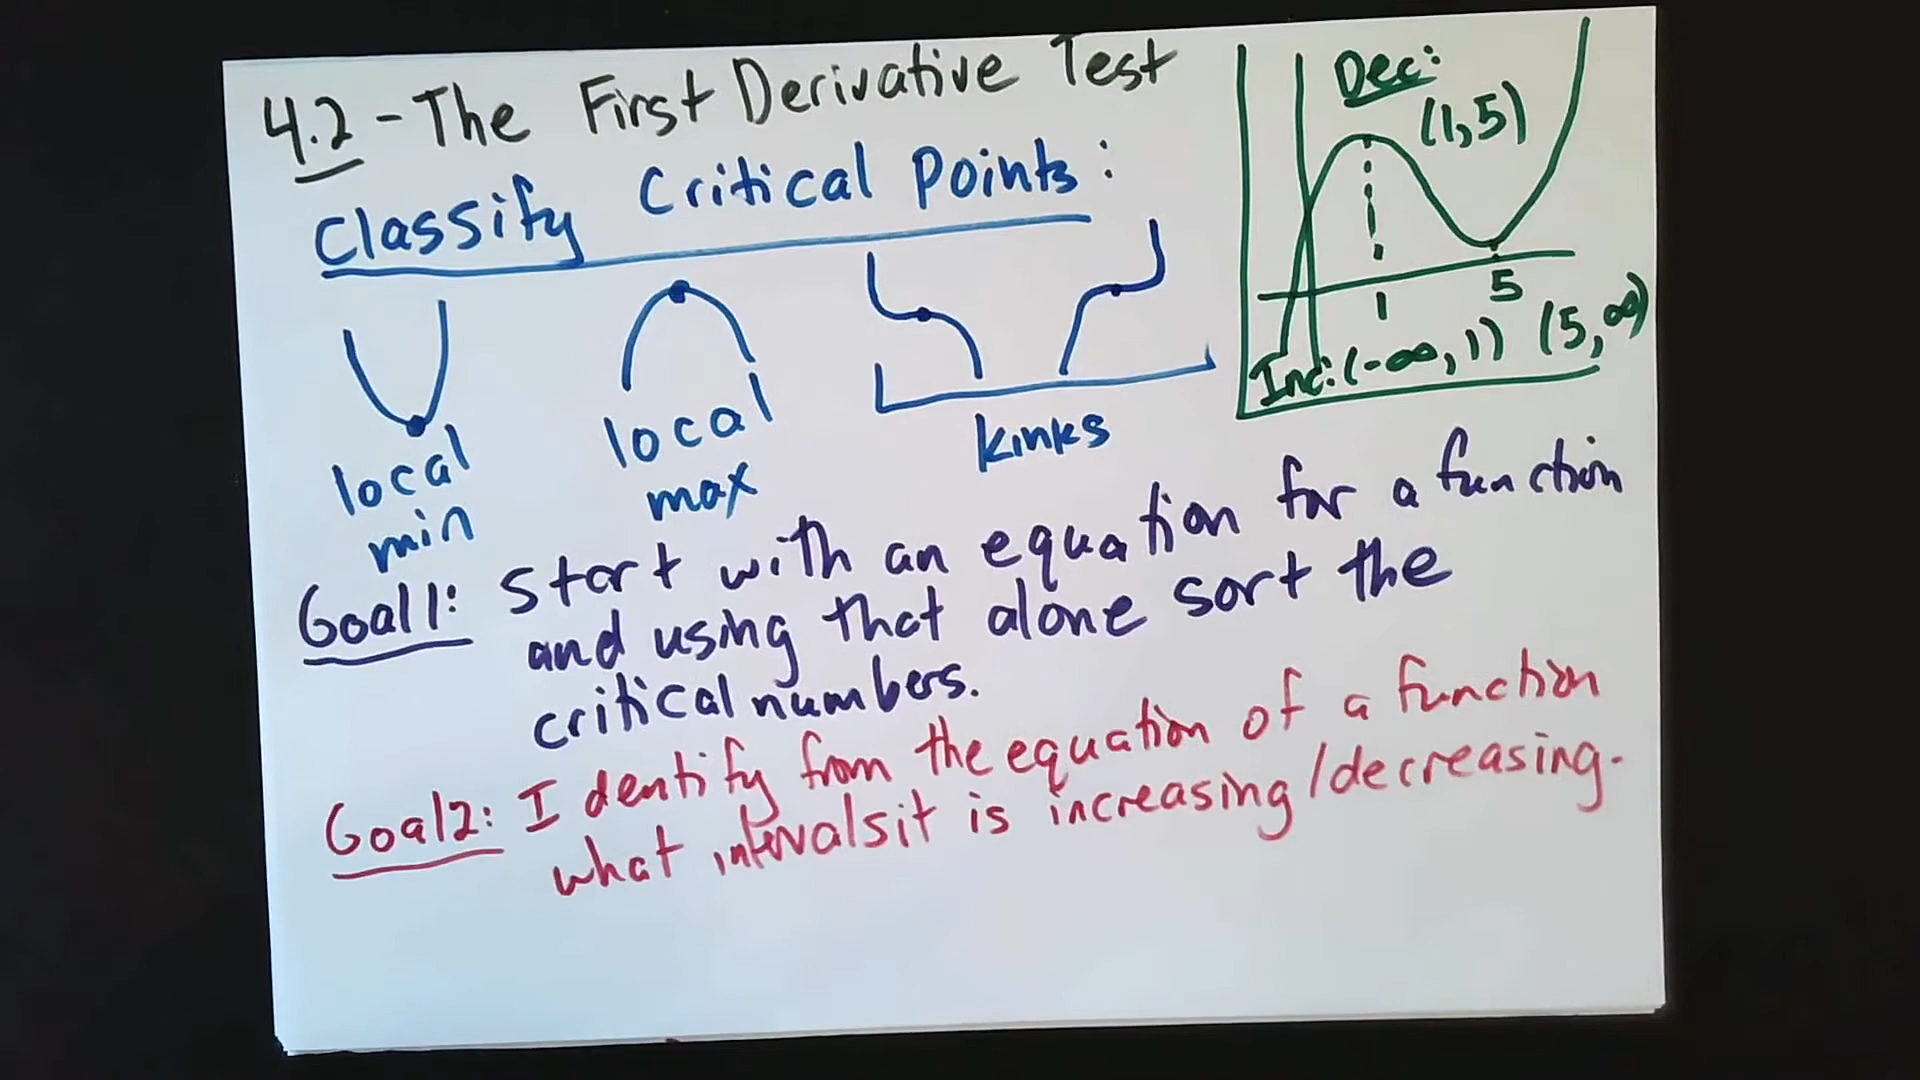 4.2 - The First Derivative Test
Classify Critical Points:
local
min
local
max
kinks
Dec:
(1,5)
1
5
Inc: (-∞, 1) (5, ∞)
Goal 1: Start with an equation for a function
and using that alone sort the
critical numbers.
Goal 2: Identify from the equation of a function
what intervals it is increasing/decreasing.